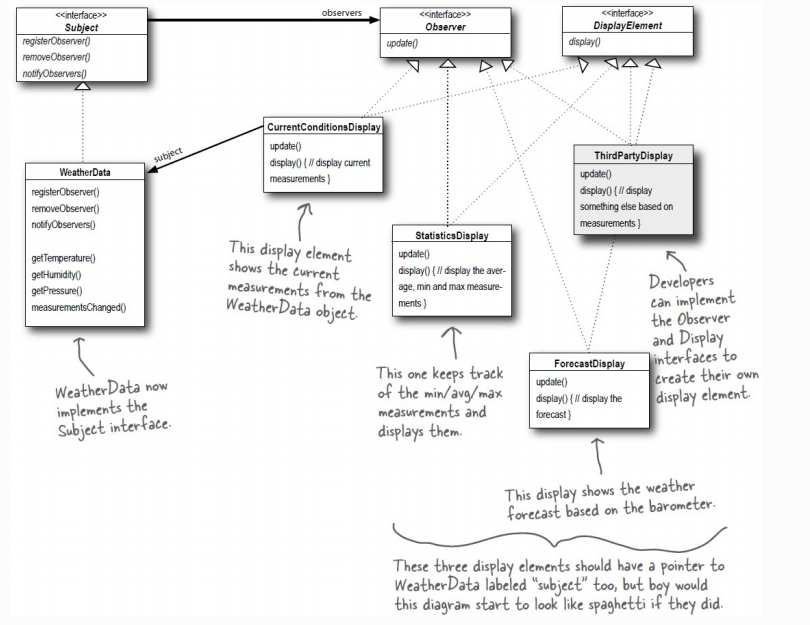 <<interface>>
Subject
registerObserver()
removeObserver()
notifyObservers()
observers
<<interface>>
Observer
update()
<<interface>>
DisplayElement
display()
subject
WeatherData
registerObserver()
removeObserver()
notifyObservers()
getTemperature()
getHumidity()
getPressure()
measurementsChanged()
CurrentConditionsDisplay
update()
display() { // display current
measurements }
StatisticsDisplay
update()
display() { // display the aver-
age, min and max measure-
ments }
ThirdPartyDisplay
update()
display() { // display
something else based on
measurements }
ForecastDisplay
update()
display() { // display the
forecast }
This display element
shows the current
measurements from the
WeatherData object.
WeatherData now
implements the
Subject interface.
This one keeps track
of the min/avg/max
measurements and
displays them.
Developers
can implement
the Observer
and Display
interfaces to
create their own
display element.
This display shows the weather
forecast based on the barometer.
These three display elements should have a pointer to
WeatherData labeled “subject” too, but boy would
this diagram start to look like spaghetti if they did.